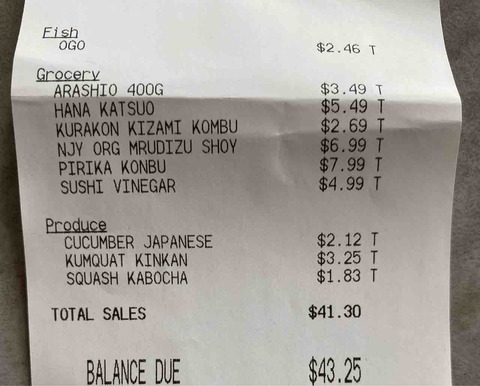 Fish
OGO $2.46 T
Grocery
ARASHIO 400G $3.49 T
HANA KATSUO $5.49 T
KURAKON KIZAMI KOMBU $2.69 T
NJY ORG MRUDIZU SHOY $6.99 T
PIRIKA KONBU $7.99 T
SUSHI VINEGAR $4.99 T
Produce
CUCUMBER JAPANESE $2.12 T
KUMQUAT KINKAN $3.25 T
SQUASH KABOCHA $1.83 T
TOTAL SALES $41.30
BALANCE DUE $43.25